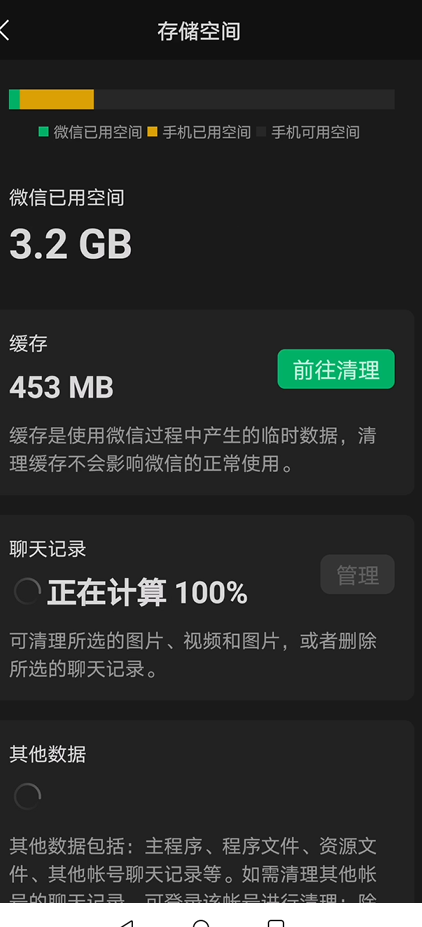 存储空间
微信已用空间 手机已用空间 手机可用空间
微信已用空间
3.2 GB
缓存
453 MB
前往清理
缓存是使用微信过程中产生的临时数据，清
理缓存不会影响微信的正常使用。
聊天记录
正在计算 100%
管理
可清理所选的图片、视频和图片，或者删除
所选的聊天记录。
其他数据
其他数据包括：主程序、程序文件、资源文
件、其他帐号聊天记录等。如需清理其他帐
号的聊天记录，可登录该帐号进行清理；除